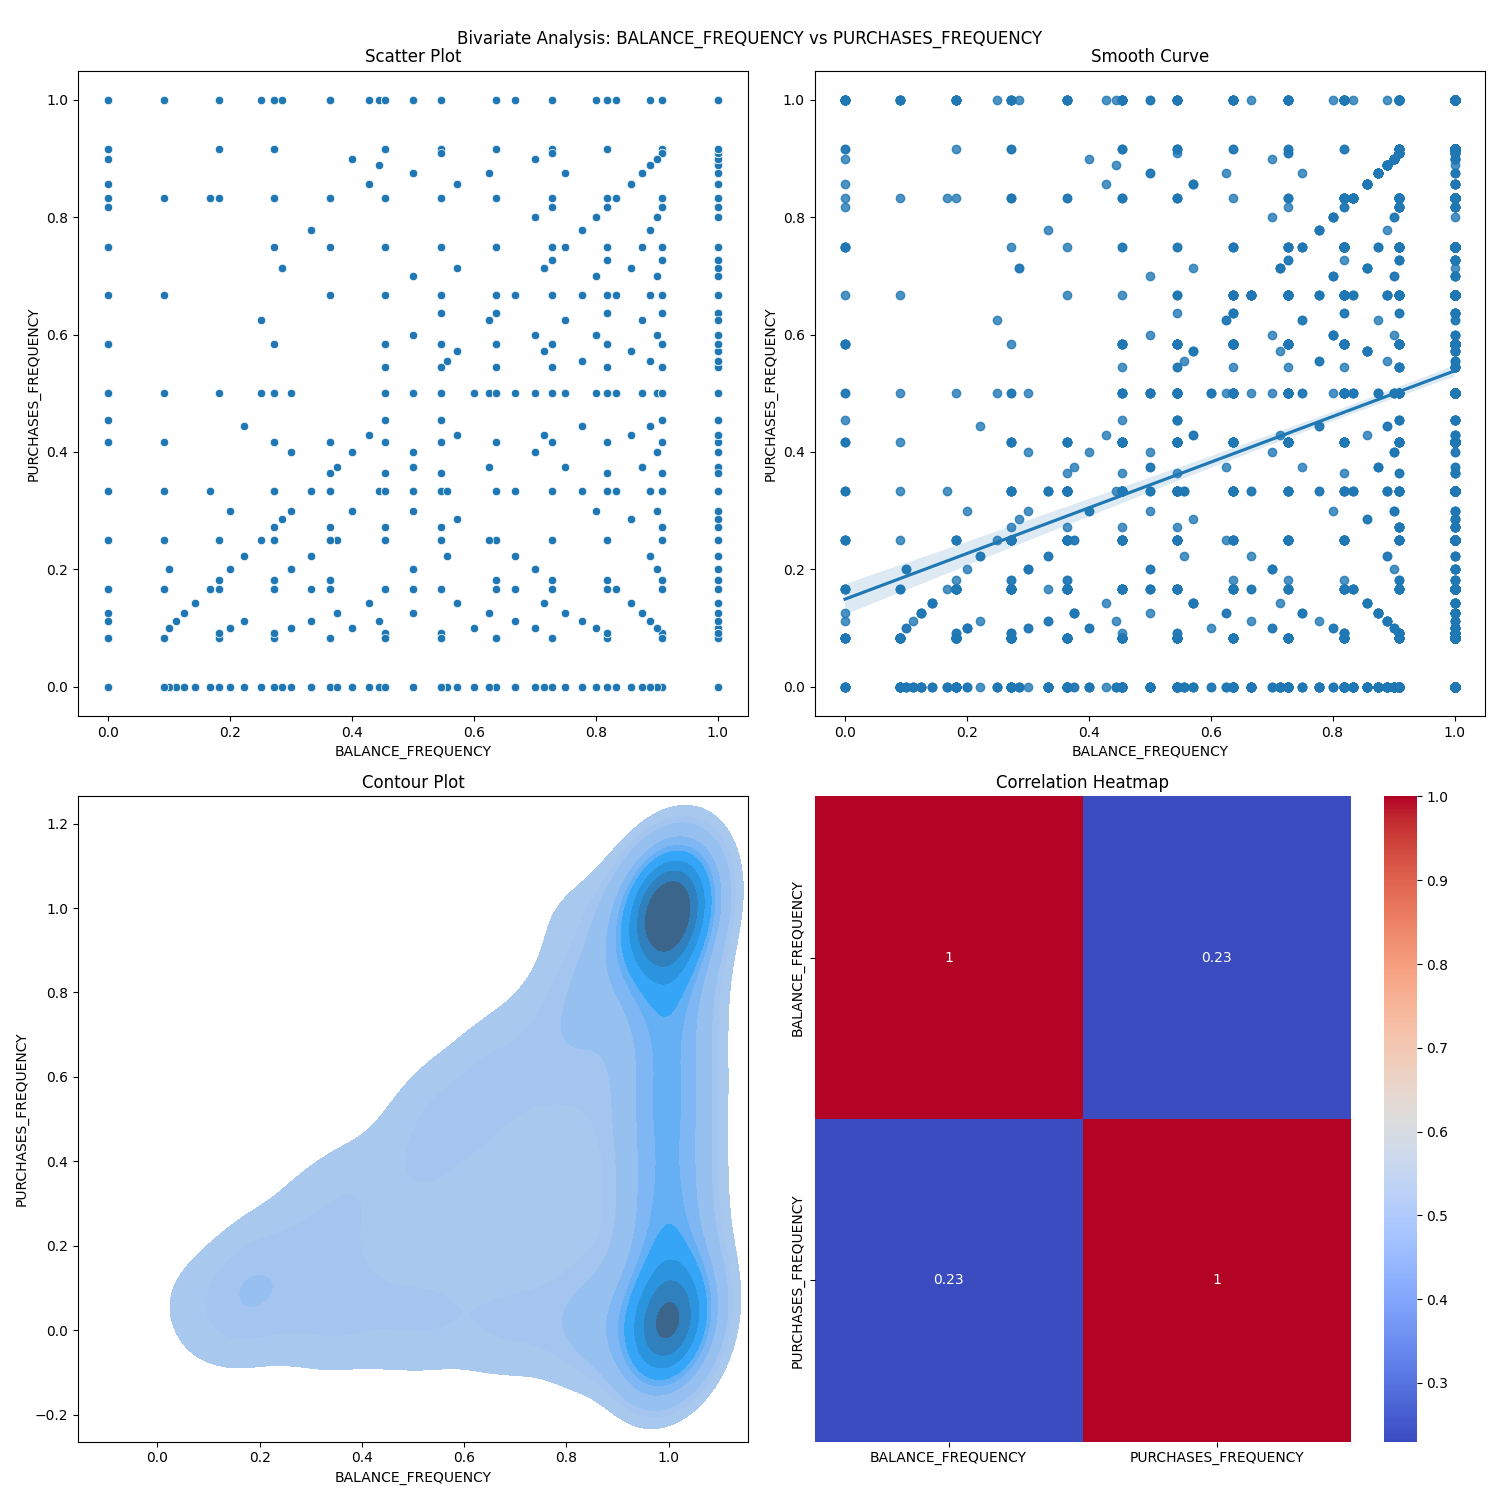 Bivariate Analysis: BALANCE_FREQUENCY vs PURCHASES_FREQUENCY
Scatter Plot
1.0
0.8
0.6
0.4
0.2
0.0
PURCHASES_FREQUENCY
0.0 0.2 0.4 0.6 0.8 1.0
BALANCE_FREQUENCY
Smooth Curve
1.0
0.8
0.6
0.4
0.2
0.0
PURCHASES_FREQUENCY
0.0 0.2 0.4 0.6 0.8 1.0
BALANCE_FREQUENCY
Contour Plot
1.2
1.0
0.8
0.6
0.4
0.2
0.0
−0.2
PURCHASES_FREQUENCY
0.0 0.2 0.4 0.6 0.8 1.0
BALANCE_FREQUENCY
Correlation Heatmap
BALANCE_FREQUENCY
PURCHASES_FREQUENCY
1 0.23
0.23 1
BALANCE_FREQUENCY PURCHASES_FREQUENCY
1.0
0.9
0.8
0.7
0.6
0.5
0.4
0.3